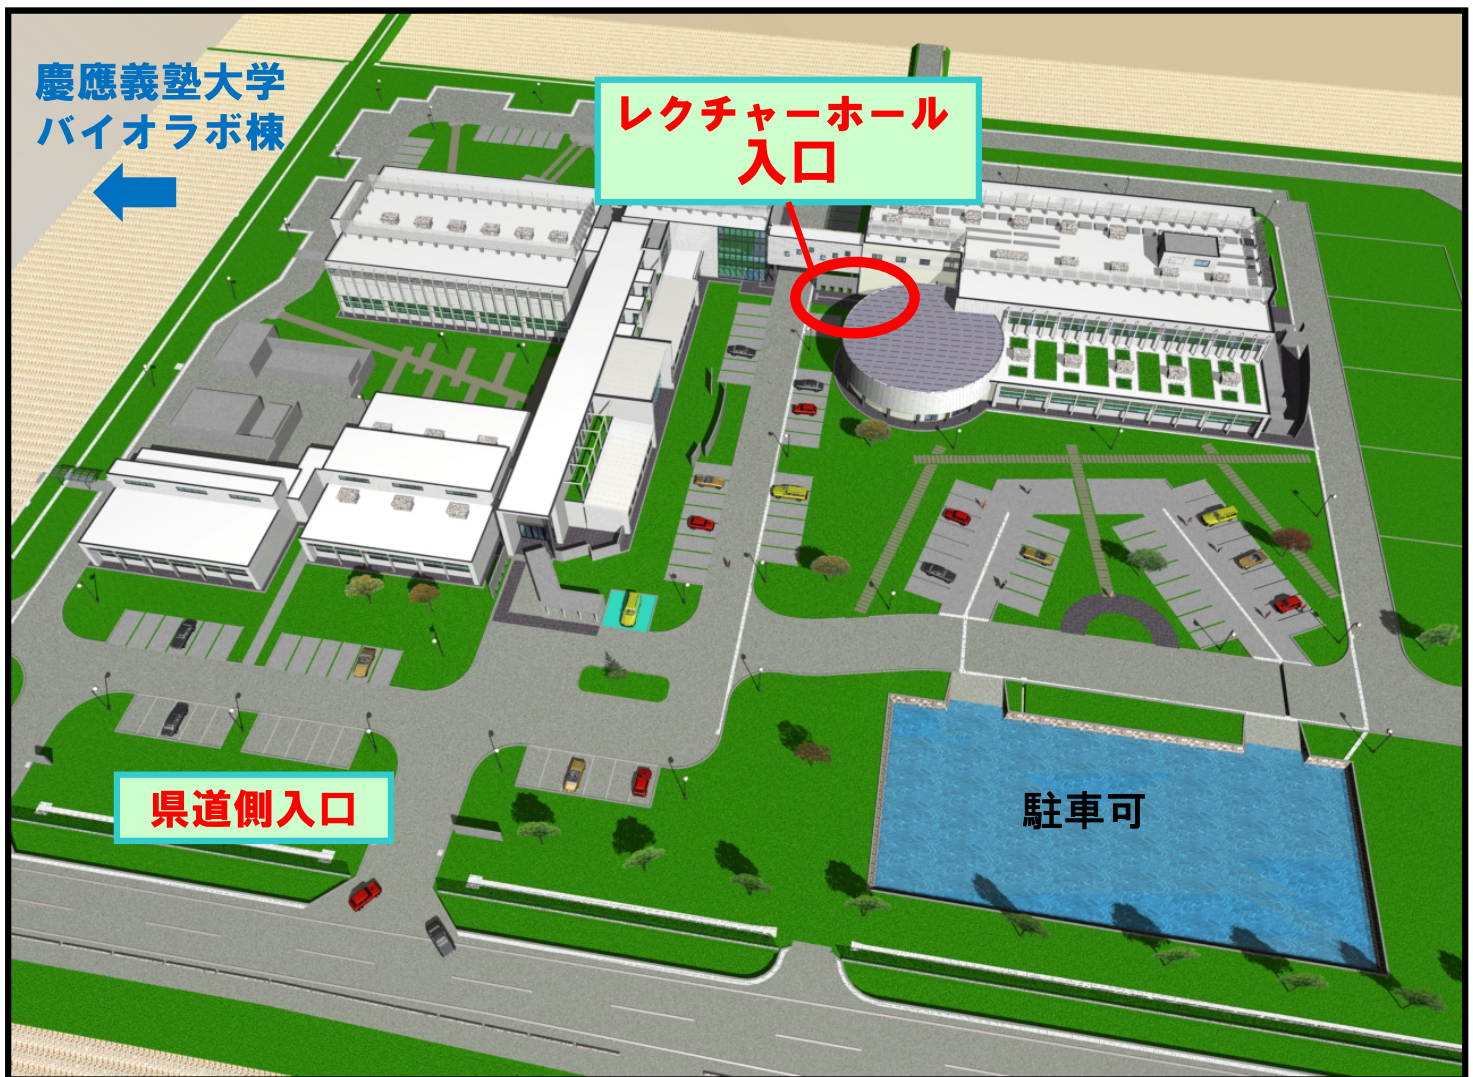 慶應義塾大学
バイオラボ棟
レクチャーホール
入口
県道側入口
駐車可